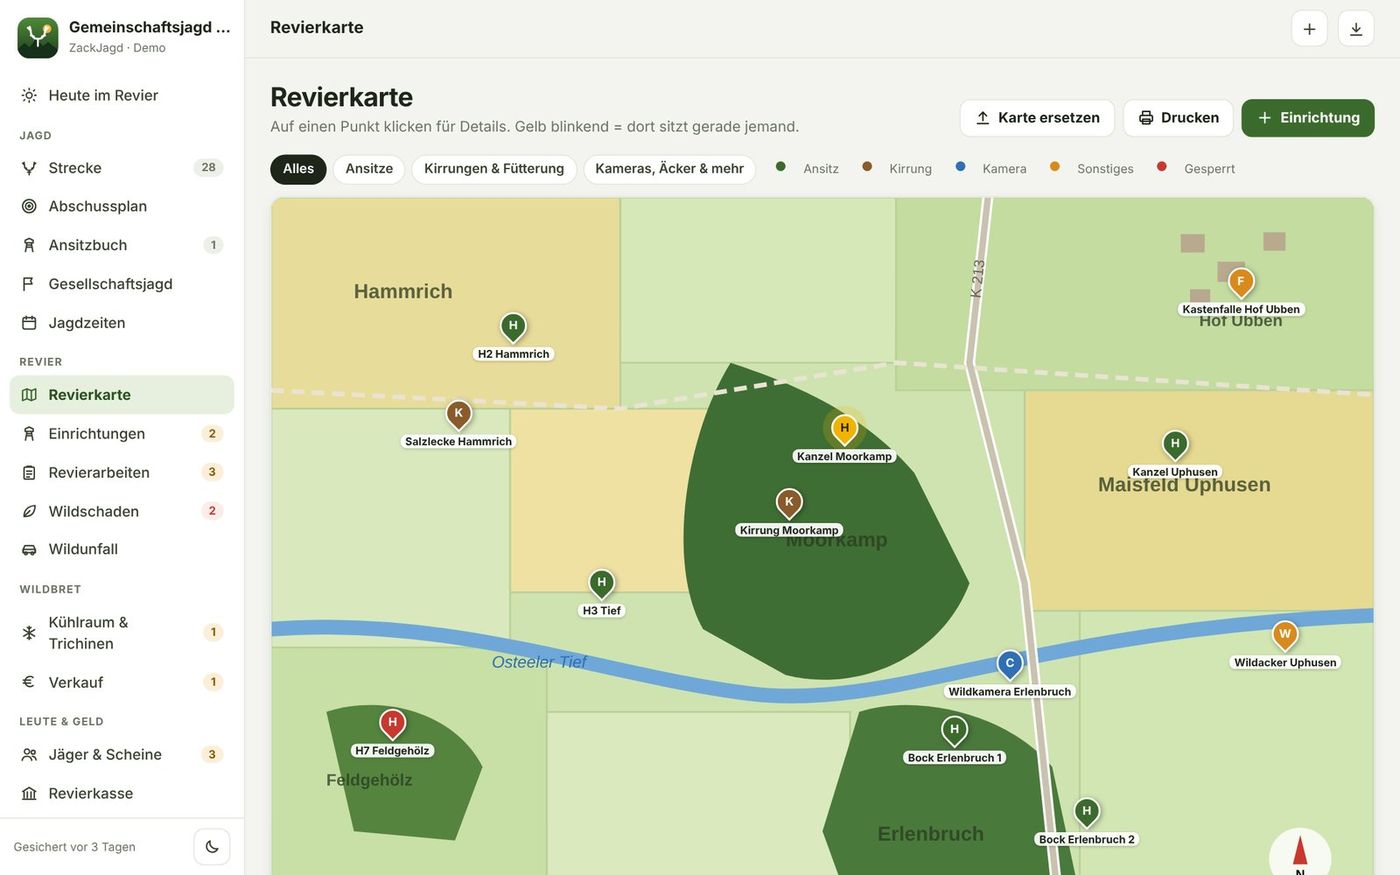 Gemeinschaftsjagd ...
ZackJagd · Demo
Heute im Revier
JAGD
Strecke 28
Abschussplan
Ansitzbuch 1
Gesellschaftsjagd
Jagdzeiten
REVIER
Revierkarte
Einrichtungen 2
Revierarbeiten 3
Wildschaden 2
Wildunfall
WILDBRET
Kühlraum &
Trichinen 1
Verkauf 1
LEUTE & GELD
Jäger & Scheine 3
Revierkasse
Gesichert vor 3 Tagen
Revierkarte
Revierkarte
Auf einen Punkt klicken für Details. Gelb blinkend = dort sitzt gerade jemand.
Karte ersetzen
Drucken
Einrichtung
Alles
Ansitze
Kirrungen & Fütterung
Kameras, Äcker & mehr
Ansitz
Kirrung
Kamera
Sonstiges
Gesperrt
Hammrich
H
H2 Hammrich
K 213
F
Kastenfalle Hof Ubben
Hof Ubben
K
Salzlecke Hammrich
H
Kanzel Moorkamp
H
Kanzel Uphusen
Maisfeld Uphusen
K
Kirrung Moorkamp
Moorkamp
H
H3 Tief
Osteeler Tief
W
Wildacker Uphusen
C
Wildkamera Erlenbruch
H
H7 Feldgehölz
Feldgehölz
H
Bock Erlenbruch 1
Erlenbruch
H
Bock Erlenbruch 2
N